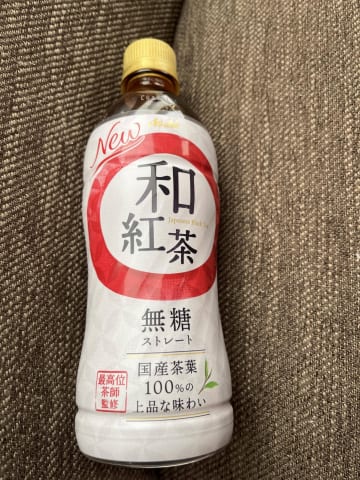 New
和
紅茶
Japanese Black Tea
無糖
ストレート
国産茶葉
100%の
上品な味わい
最高位
茶師
監修